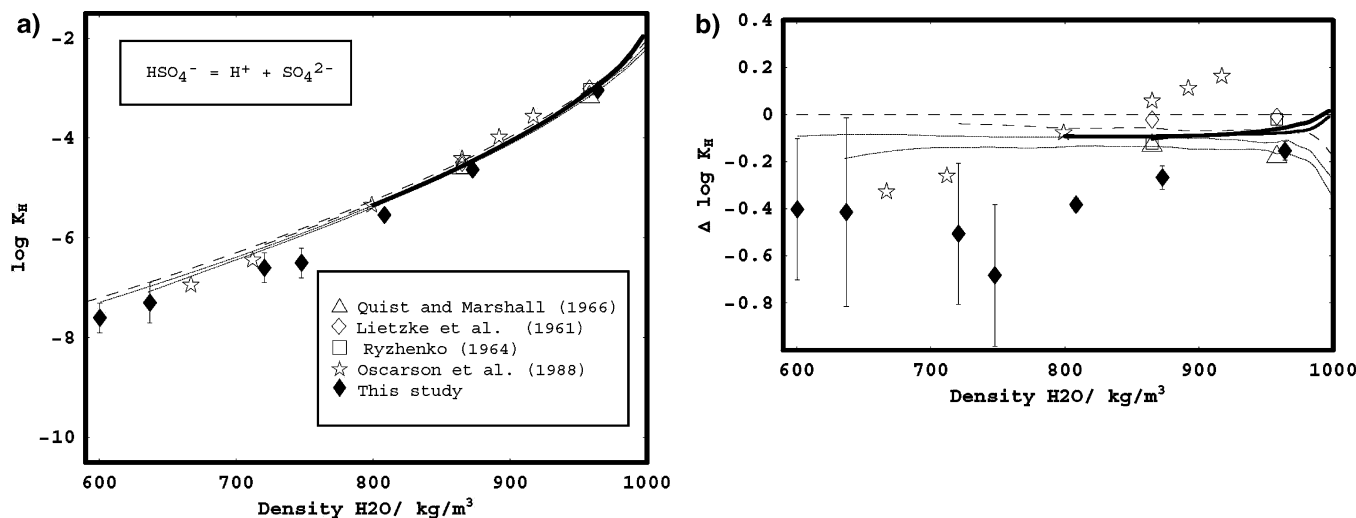 a)
HSO₄⁻ = H⁺ + SO₄²⁻
log K_H
-2
-4
-6
-8
-10
Quist and Marshall (1966)
Lietzke et al. (1961)
Ryzhenko (1964)
Oscarson et al. (1988)
This study
600 700 800 900 1000
Density H2O/ kg/m³
b)
Δ log K_H
0.4
0.2
0
-0.2
-0.4
-0.6
-0.8
600 700 800 900 1000
Density H2O/ kg/m³